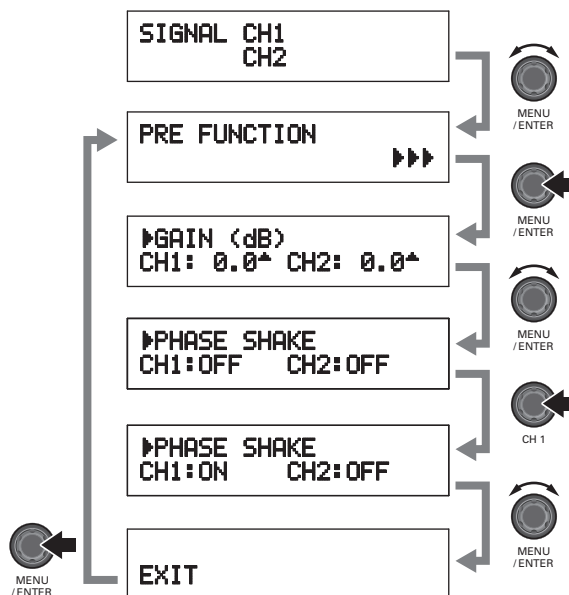 SIGNAL CH1
CH2
MENU
/ENTER
PRE FUNCTION
▶▶▶
MENU
/ENTER
▶GAIN (dB)
CH1: 0.0▲ CH2: 0.0▲
MENU
/ENTER
▶PHASE SHAKE
CH1:OFF CH2:OFF
CH 1
▶PHASE SHAKE
CH1:ON CH2:OFF
MENU
/ENTER
EXIT
MENU
/ENTER